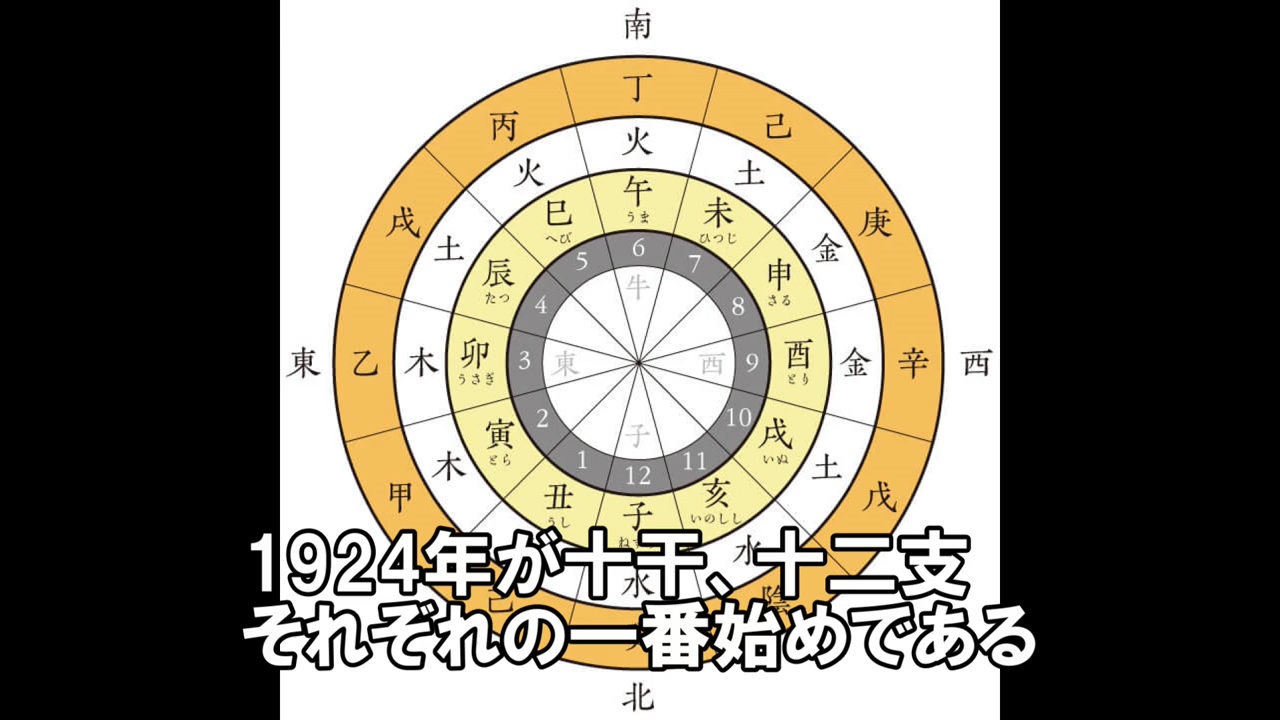 南
丁
丙
己
火
火
土
戌
午
うま
庚
巳
へび
未
ひつじ
土
金
辰
たつ
5
6
7
申
さる
4
牛
8
東
乙
木
卯
うさぎ
3
東
西
9
酉
とり
金
辛
西
2
子
10
寅
とら
1
12
11
戌
いぬ
木
土
甲
丑
うし
子
亥
いのしし
戊
水
水
己
陰
1924年が十干、十二支
それぞれの一番始めである
北